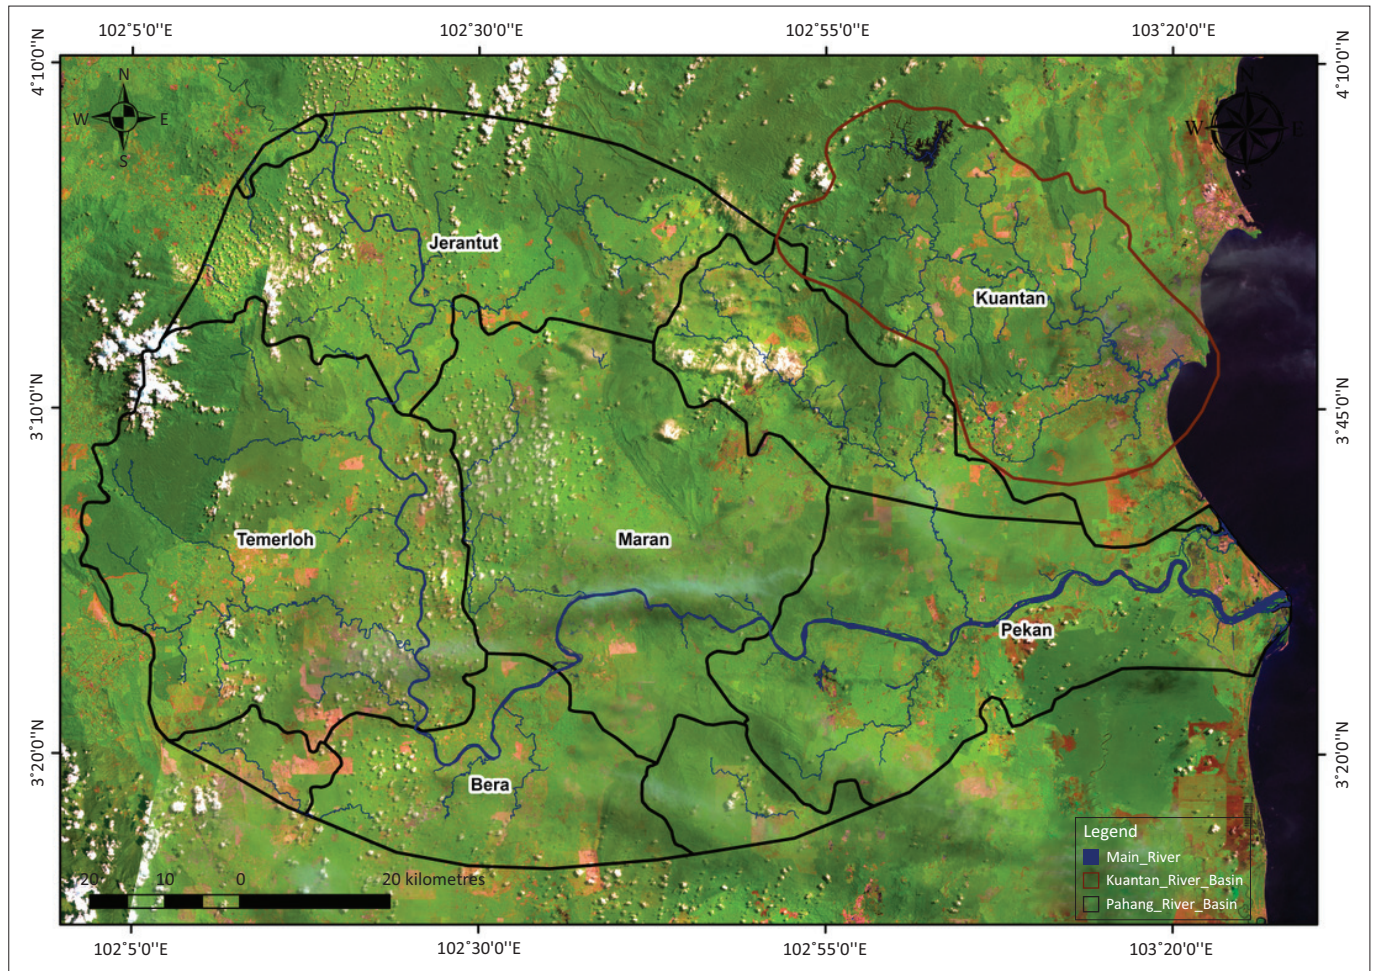 102°5'0"E 102°30'0"E 102°55'0"E 103°20'0"E
4°10'0"N
4°10'0"N
N
W E
S
N
W E
S
Jerantut
Kuantan
3°10'0"N
3°45'0"N
Temerloh
Maran
Pekan
3°20'0"N
3°20'0"N
Bera
Legend
Main_River
Kuantan_River_Basin
Pahang_River_Basin
20 10 0 20 kilometres
102°5'0"E 102°30'0"E 102°55'0"E 103°20'0"E